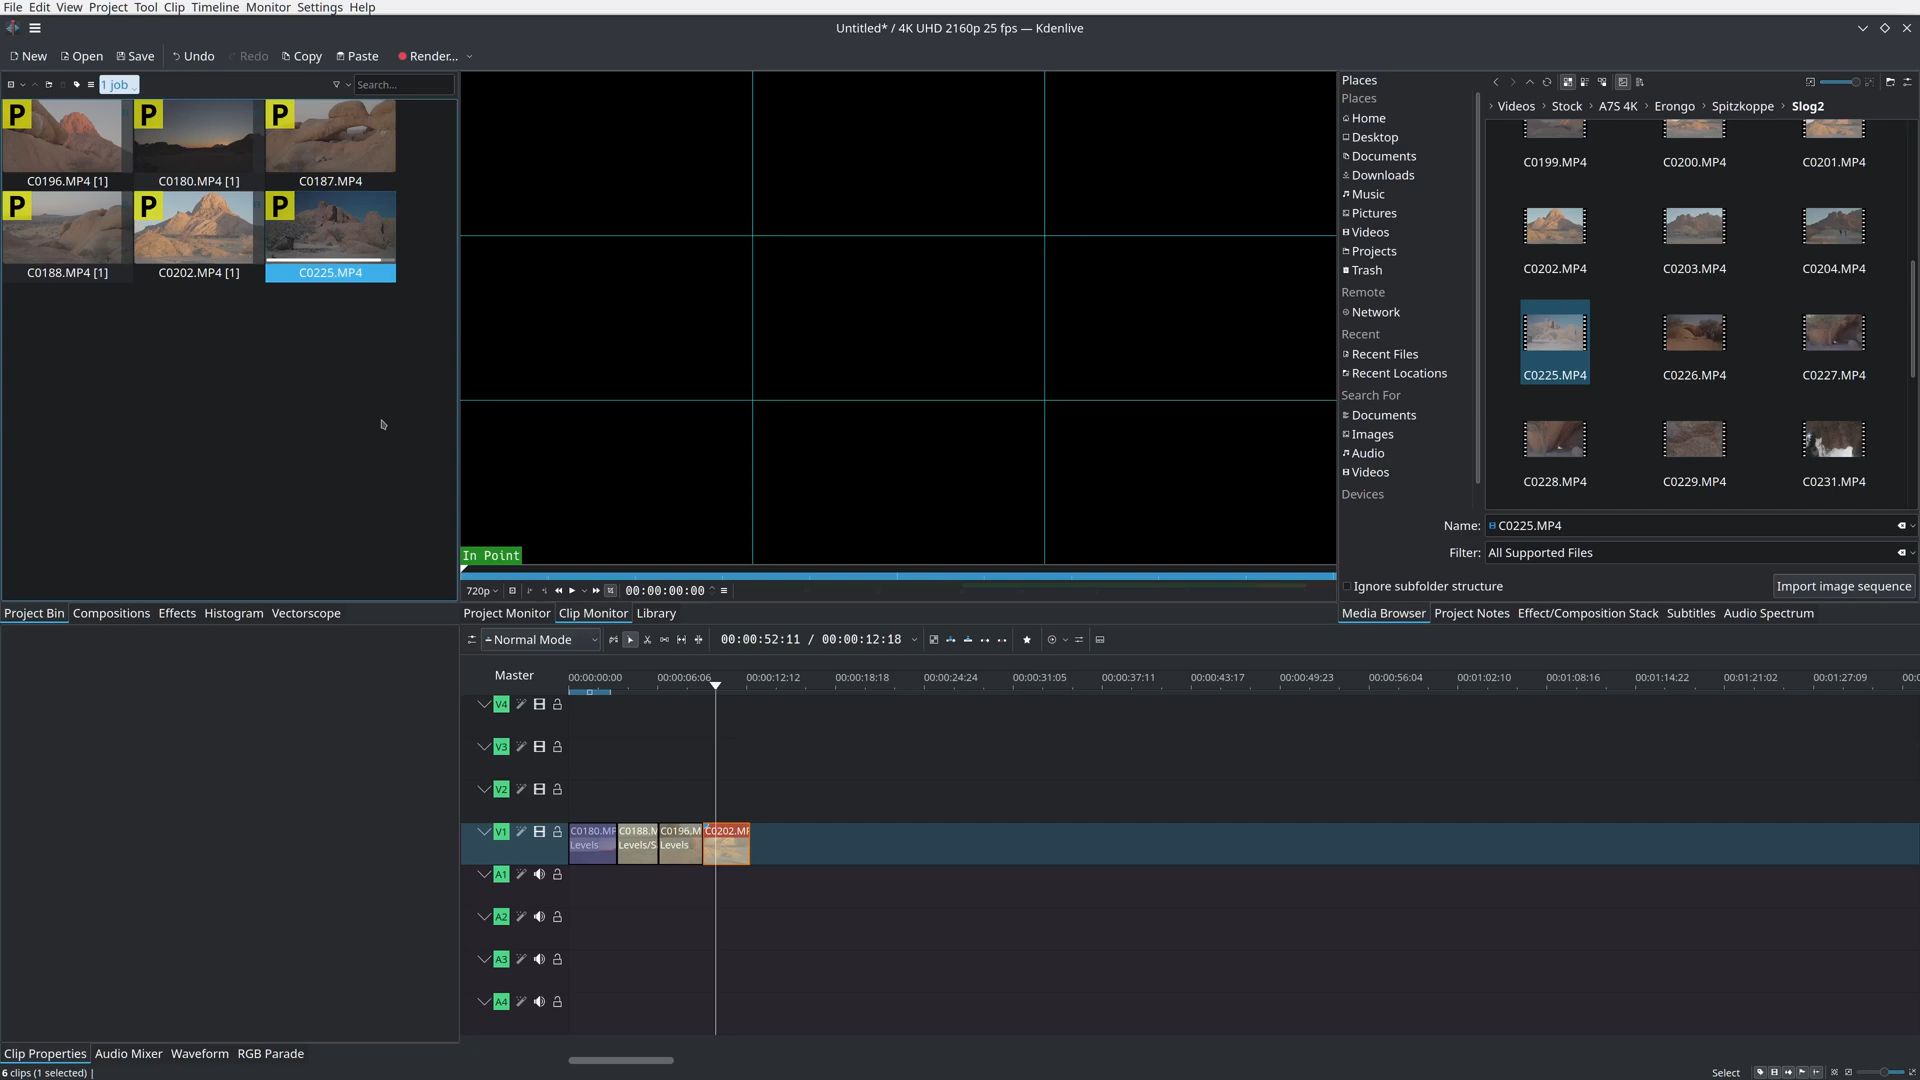 File Edit View Project Tool Clip Timeline Monitor Settings Help
Untitled* / 4K UHD 2160p 25 fps — Kdenlive
New Open Save Undo Redo Copy Paste Render...
1 job
Search...
P P P
C0196.MP4 [1] C0180.MP4 [1] C0187.MP4
P P P
C0188.MP4 [1] C0202.MP4 [1] C0225.MP4
In Point
720p 00:00:00:00
Places
Places
Home
Desktop
Documents
Downloads
Music
Pictures
Videos
Projects
Trash
Remote
Network
Recent
Recent Files
Recent Locations
Search For
Documents
Images
Audio
Videos
Devices
Videos Stock A7S 4K Erongo Spitzkoppe Slog2
C0199.MP4 C0200.MP4 C0201.MP4
C0202.MP4 C0203.MP4 C0204.MP4
C0225.MP4 C0226.MP4 C0227.MP4
C0228.MP4 C0229.MP4 C0231.MP4
Name: C0225.MP4
Filter: All Supported Files
Ignore subfolder structure Import image sequence
Project Bin Compositions Effects Histogram Vectorscope
Project Monitor Clip Monitor Library
Media Browser Project Notes Effect/Composition Stack Subtitles Audio Spectrum
Normal Mode 00:00:52:11 / 00:00:12:18
Master 00:00:00:00 00:00:06:06 00:00:12:12 00:00:18:18 00:00:24:24 00:00:31:05 00:00:37:11 00:00:43:17 00:00:49:23 00:00:56:04 00:01:02:10 00:01:08:16 00:01:14:22 00:01:21:02 00:01:27:09 00:0
V4
V3
V2
V1 C0180.MP C0188.M C0196.M C0202.MP
Levels Levels/S Levels
A1
A2
A3
A4
Clip Properties Audio Mixer Waveform RGB Parade
6 clips (1 selected) | Select